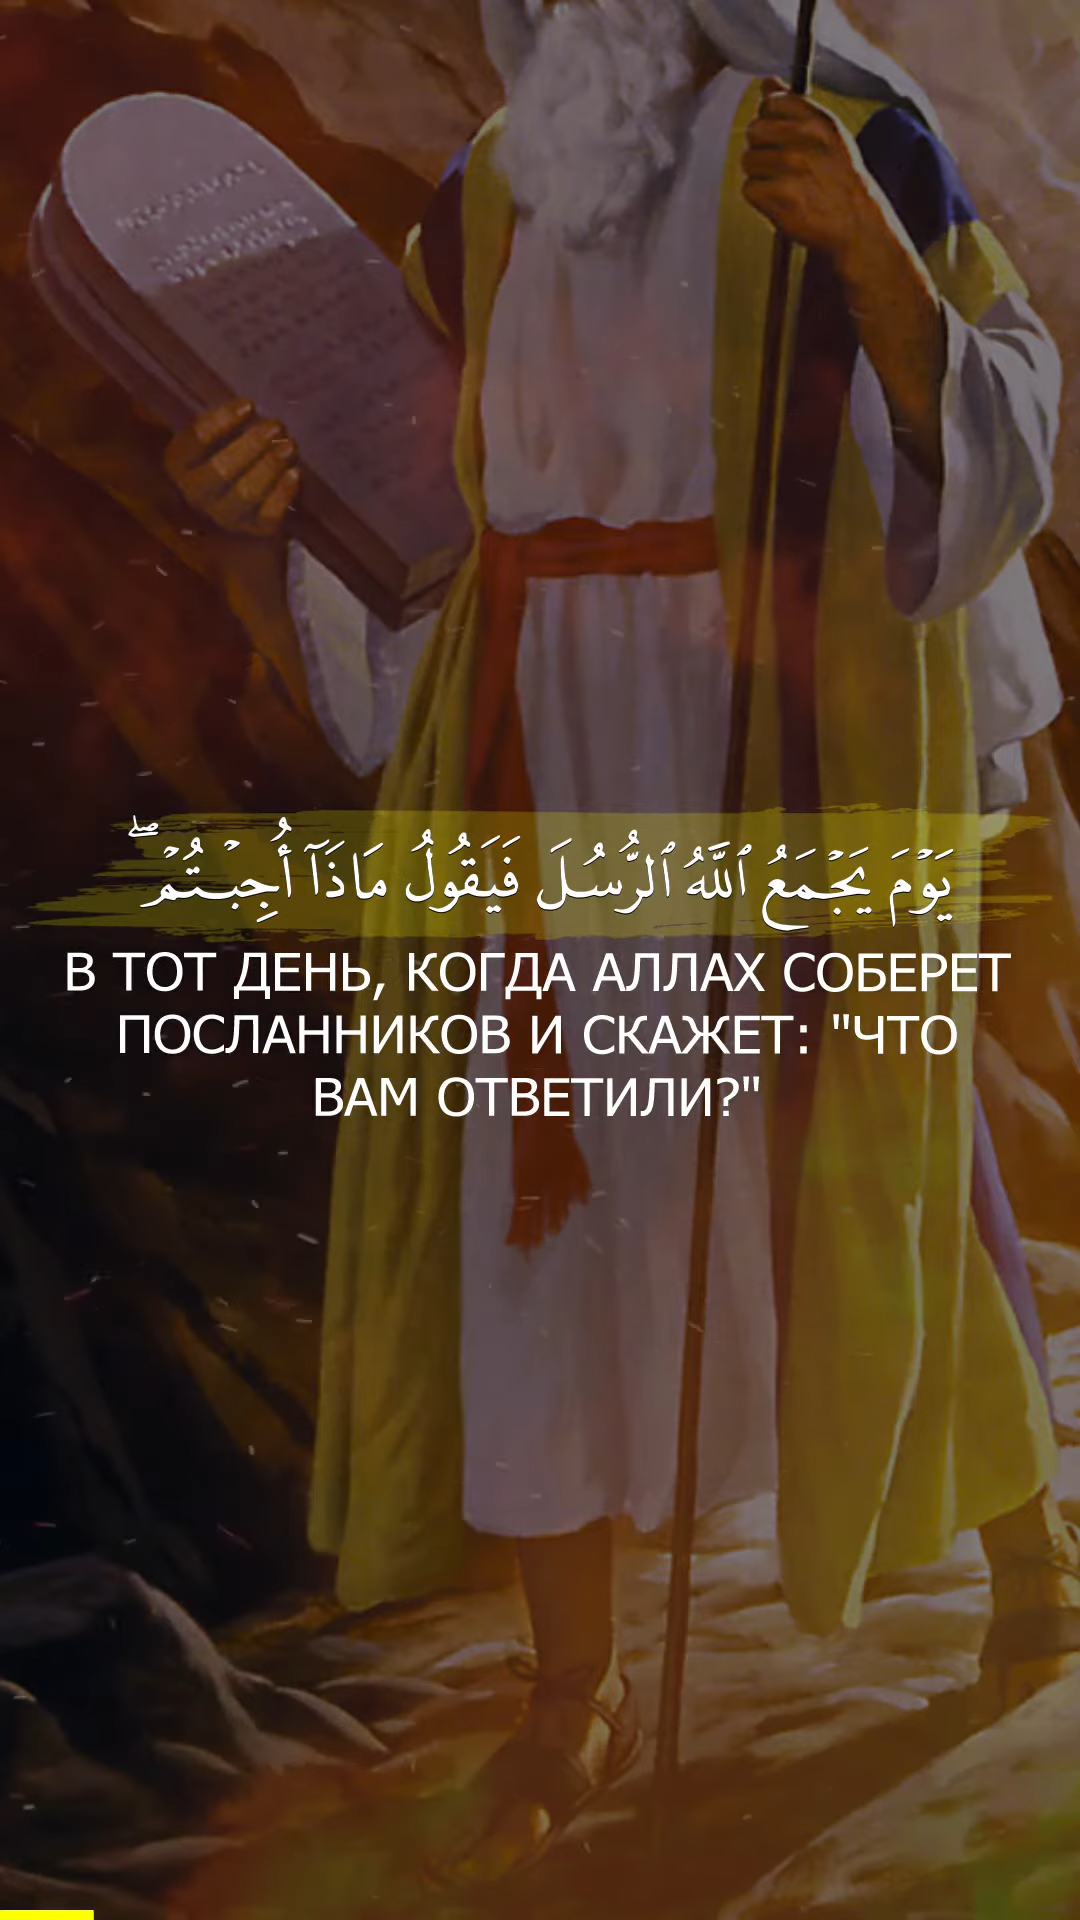 يَوْمَ يَجْمَعُ ٱللَّهُ ٱلرُّسُلَ فَيَقُولُ مَاذَآ أُجِبْتُمْ ۖ
В ТОТ ДЕНЬ, КОГДА АЛЛАХ СОБЕРЕТ
ПОСЛАННИКОВ И СКАЖЕТ: "ЧТО
ВАМ ОТВЕТИЛИ?"